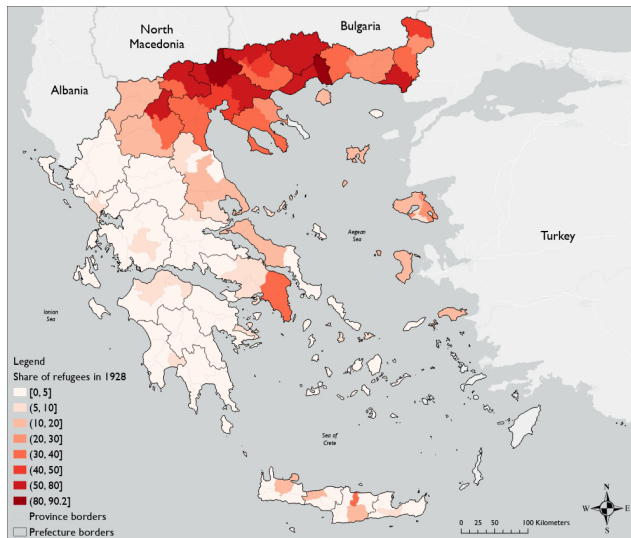 North
Macedonia
Bulgaria
Albania
Aegean
Sea
Turkey
Ionian
Sea
Legend
Share of refugees in 1928
[0, 5]
(5, 10]
(10, 20]
(20, 30]
(30, 40]
(40, 50]
(50, 80]
(80, 90.2]
Province borders
Prefecture borders
Sea of
Crete
N
W E
S
0 25 50 100 Kilometers